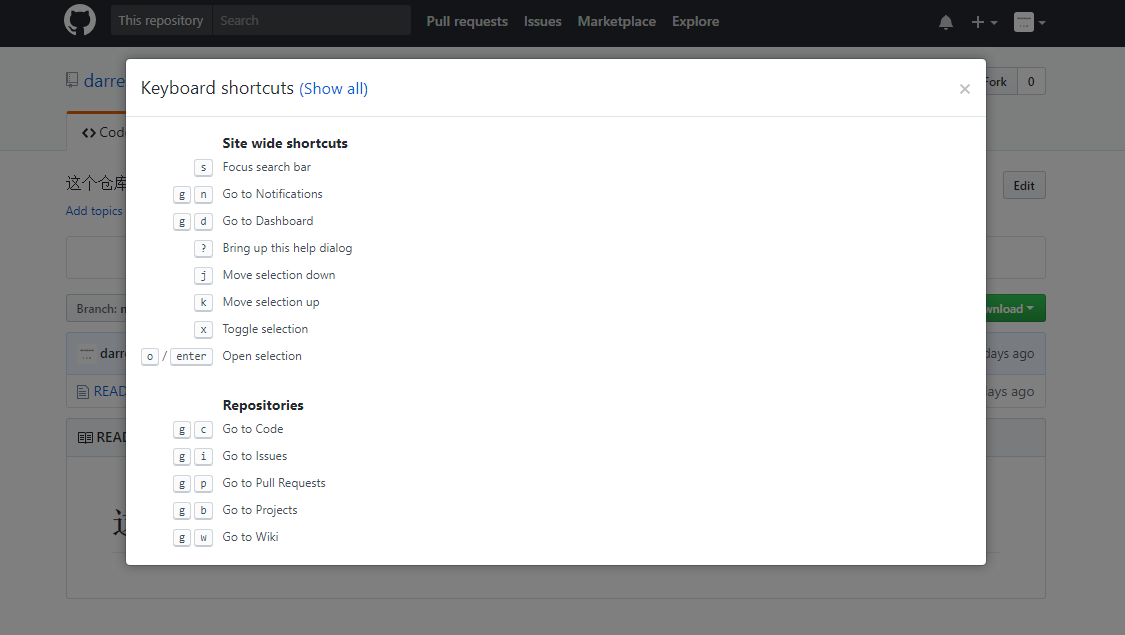 This repository Search Pull requests Issues Marketplace Explore
darre Fork 0
Keyboard shortcuts (Show all) ×
Code
Site wide shortcuts
s Focus search bar
这个仓库
g n Go to Notifications
Edit
Add topics
g d Go to Dashboard
? Bring up this help dialog
j Move selection down
k Move selection up
Branch:
x Toggle selection
darr
days ago
o / enter Open selection
READ
days ago
Repositories
g c Go to Code
READ
g i Go to Issues
g p Go to Pull Requests
g b Go to Projects
g w Go to Wiki